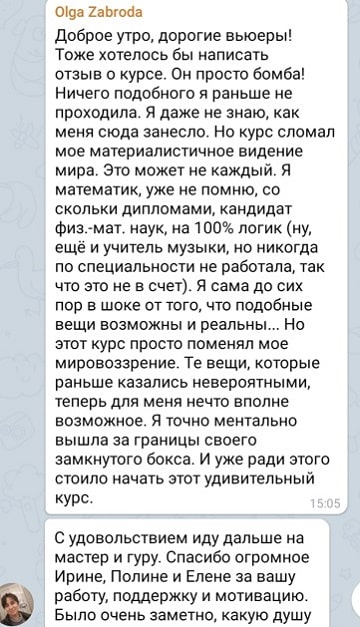 Olga Zabroda
Доброе утро, дорогие вьюеры!
Тоже хотелось бы написать
отзыв о курсе. Он просто бомба!
Ничего подобного я раньше не
проходила. Я даже не знаю, как
меня сюда занесло. Но курс сломал
мое материалистичное видение
мира. Это может не каждый. Я
математик, уже не помню, со
скольки дипломами, кандидат
физ.-мат. наук, на 100% логик (ну,
ещё и учитель музыки, но никогда
по специальности не работала, так
что это не в счет). Я сама до сих
пор в шоке от того, что подобные
вещи возможны и реальны... Но
этот курс просто поменял мое
мировоззрение. Те вещи, которые
раньше казались невероятными,
теперь для меня нечто вполне
возможное. Я точно ментально
вышла за границы своего
замкнутого бокса. И уже ради этого
стоило начать этот удивительный
курс.
15:05
С удовольствием иду дальше на
мастер и гуру. Спасибо огромное
Ирине, Полине и Елене за вашу
работу, поддержку и мотивацию.
Было очень заметно, какую душу